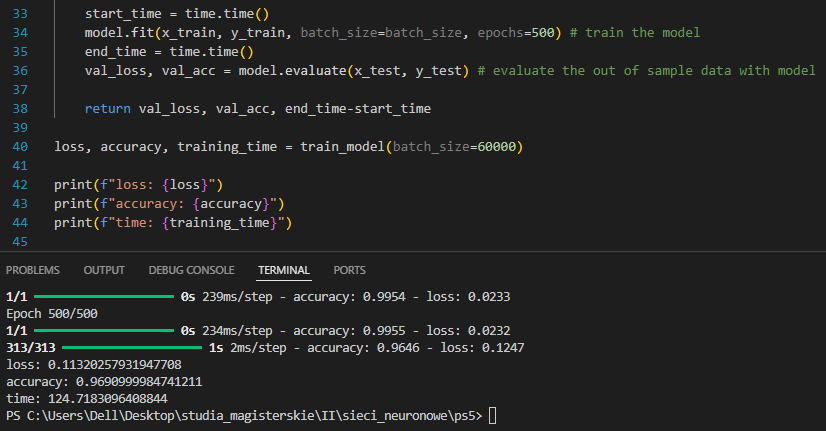 33 start_time = time.time()
34 model.fit(x_train, y_train, batch_size=batch_size, epochs=500) # train the model
35 end_time = time.time()
36 val_loss, val_acc = model.evaluate(x_test, y_test) # evaluate the out of sample data with model
37
38 return val_loss, val_acc, end_time-start_time
39
40 loss, accuracy, training_time = train_model(batch_size=60000)
41
42 print(f"loss: {loss}")
43 print(f"accuracy: {accuracy}")
44 print(f"time: {training_time}")
45
PROBLEMS OUTPUT DEBUG CONSOLE TERMINAL PORTS
1/1 0s 239ms/step - accuracy: 0.9954 - loss: 0.0233
Epoch 500/500
1/1 0s 234ms/step - accuracy: 0.9955 - loss: 0.0232
313/313 1s 2ms/step - accuracy: 0.9646 - loss: 0.1247
loss: 0.11320257931947708
accuracy: 0.9690999984741211
time: 124.7183096408844
PS C:\Users\Dell\Desktop\studia_magisterskie\II\sieci_neuronowe\ps5>